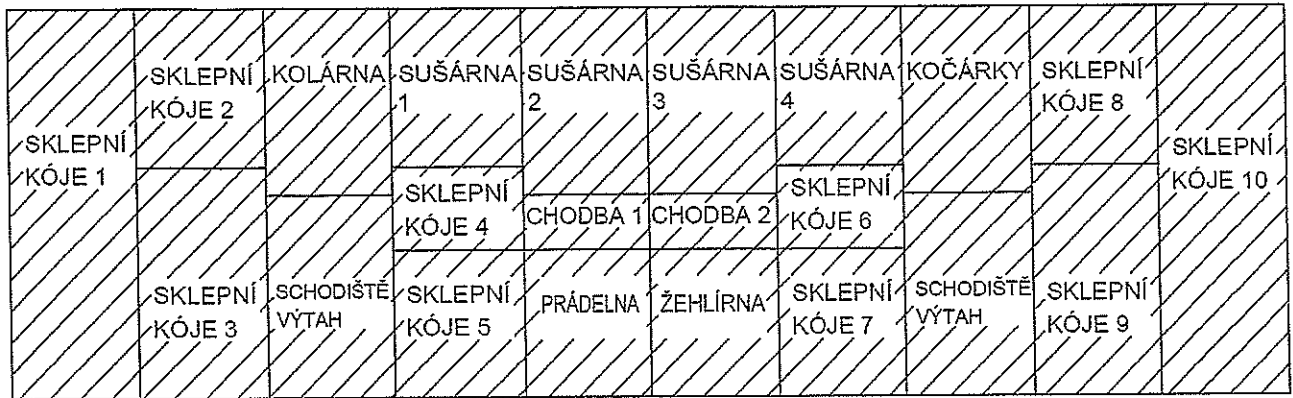 SKLEPNÍ
KÓJE 1
SKLEPNÍ
KÓJE 2
SKLEPNÍ
KÓJE 3
KOLÁRNA
SCHODIŠTĚ
VÝTAH
SUŠÁRNA
1
SKLEPNÍ
KÓJE 4
SKLEPNÍ
KÓJE 5
SUŠÁRNA
2
CHODBA 1
PRÁDELNA
SUŠÁRNA
3
CHODBA 2
ŽEHLÍRNA
SUŠÁRNA
4
SKLEPNÍ
KÓJE 6
SKLEPNÍ
KÓJE 7
KOČÁRKY
SCHODIŠTĚ
VÝTAH
SKLEPNÍ
KÓJE 8
SKLEPNÍ
KÓJE 9
SKLEPNÍ
KÓJE 10